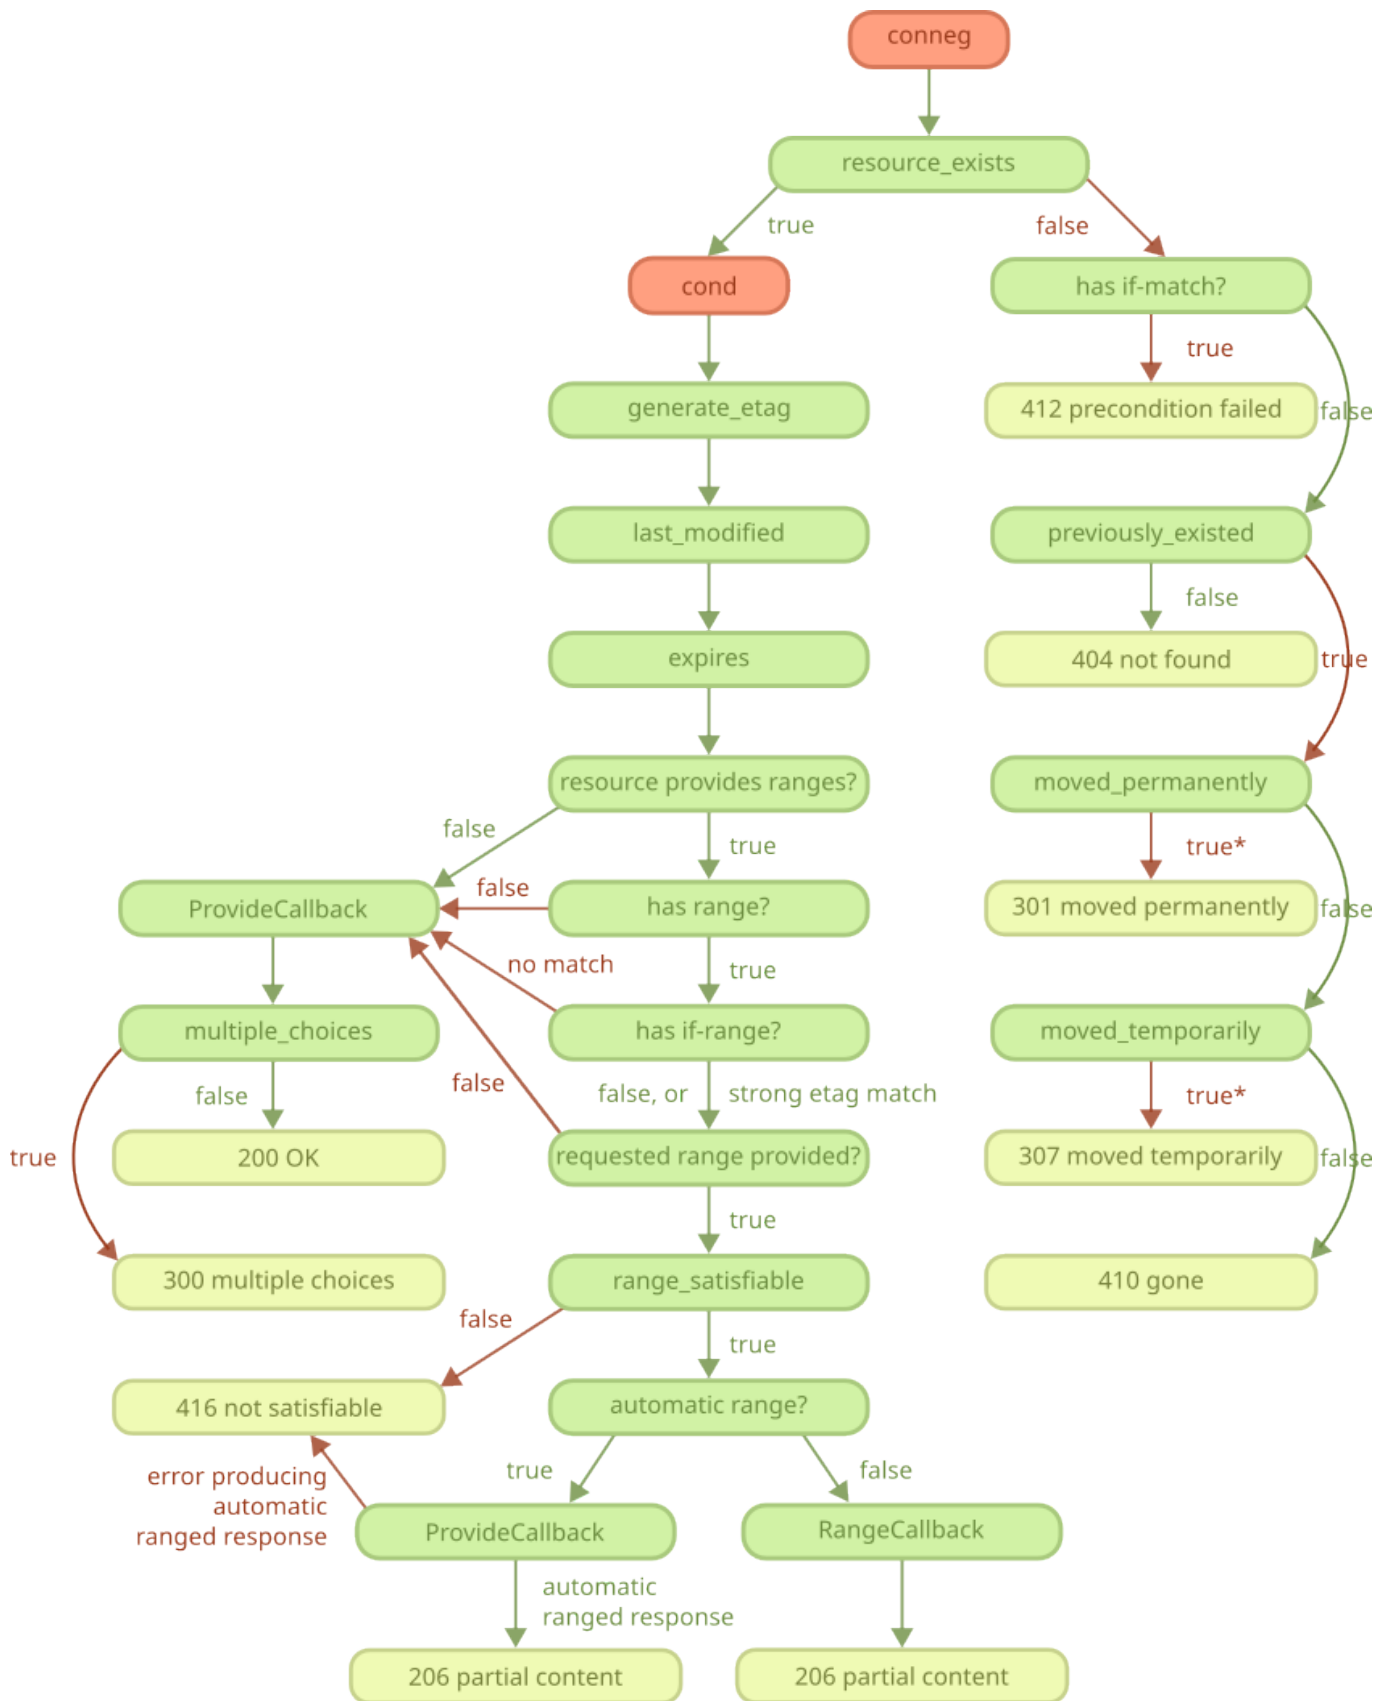 conneg
resource_exists
true
false
cond
has if-match?
true
generate_etag
412 precondition failed
false
last_modified
previously_existed
false
expires
404 not found
true
resource provides ranges?
moved_permanently
false
true
true*
false
ProvideCallback
has range?
301 moved permanently
false
no match
true
multiple_choices
has if-range?
moved_temporarily
false
false
false, or
strong etag match
true*
true
200 OK
requested range provided?
307 moved temporarily
false
true
300 multiple choices
range_satisfiable
410 gone
false
true
416 not satisfiable
automatic range?
error producing
automatic
ranged response
true
false
ProvideCallback
RangeCallback
automatic
ranged response
206 partial content
206 partial content